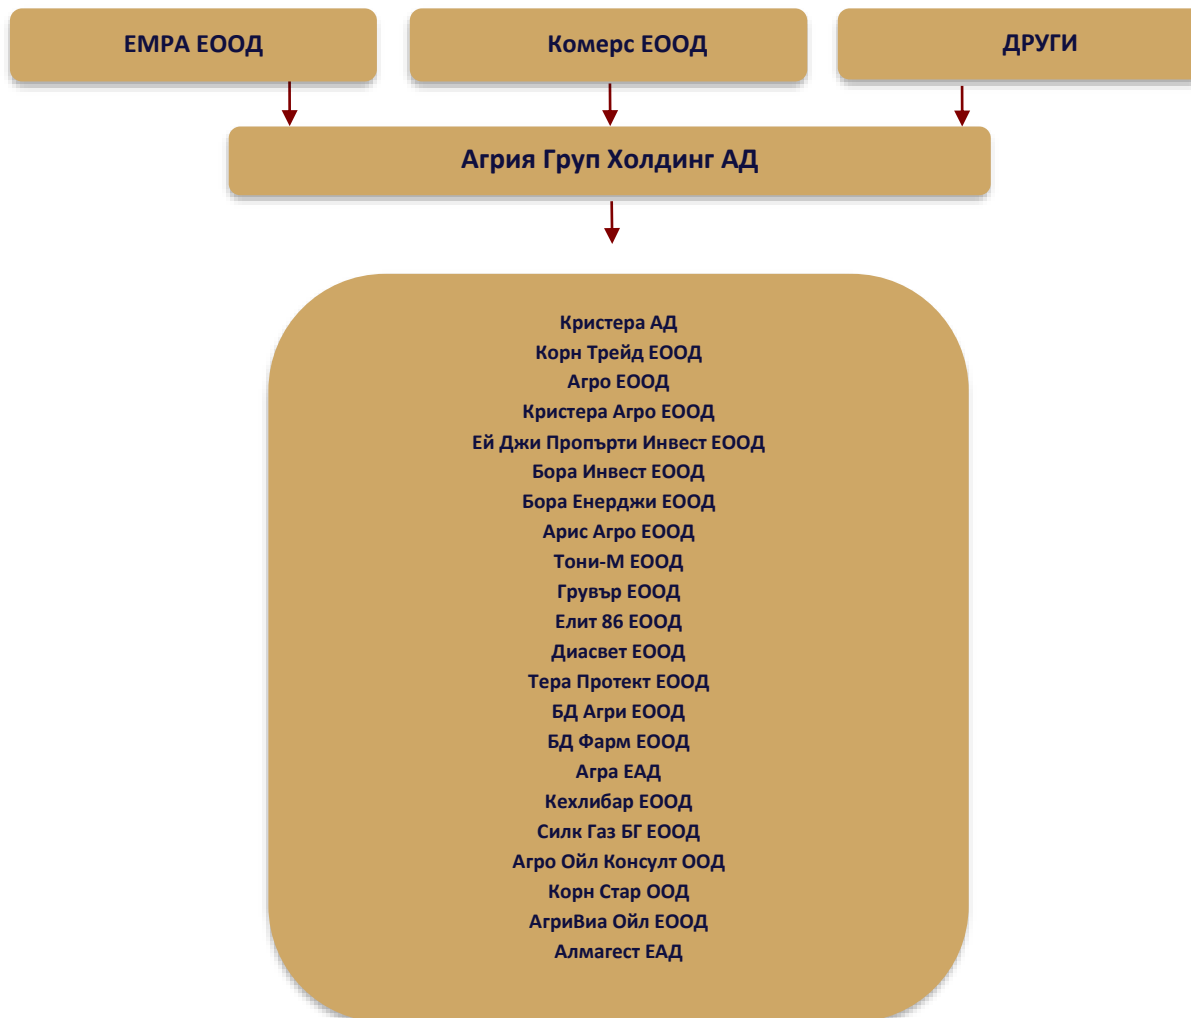 ЕМРА ЕООД
Комерс ЕООД
ДРУГИ
Агрия Груп Холдинг АД
Кристера АД
Корн Трейд ЕООД
Агро ЕООД
Кристера Агро ЕООД
Ей Джи Пропърти Инвест ЕООД
Бора Инвест ЕООД
Бора Енерджи ЕООД
Арис Агро ЕООД
Тони-М ЕООД
Грувър ЕООД
Елит 86 ЕООД
Диасвет ЕООД
Тера Протект ЕООД
БД Агри ЕООД
БД Фарм ЕООД
Агра ЕАД
Кехлибар ЕООД
Силк Газ БГ ЕООД
Агро Ойл Консулт ООД
Корн Стар ООД
АгриВиа Ойл ЕООД
Алмагест ЕАД